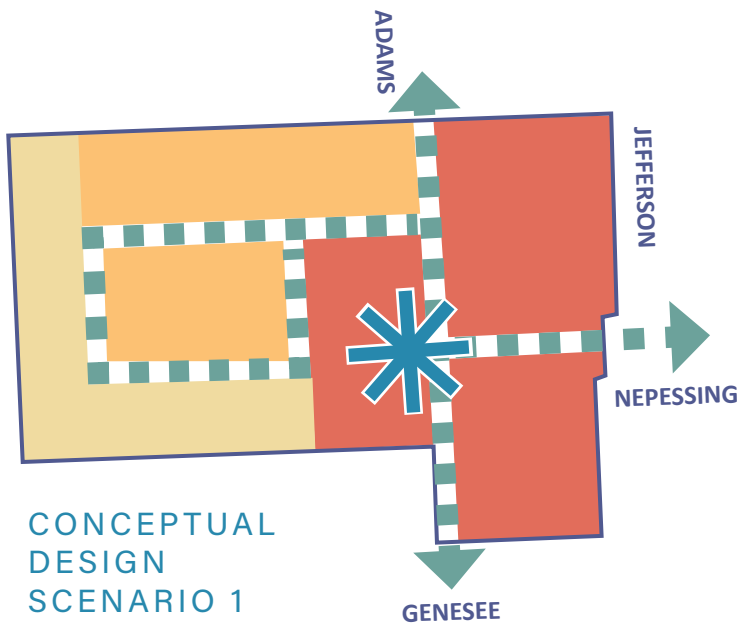 ADAMS
JEFFERSON
NEPESSING
CONCEPTUAL
DESIGN
SCENARIO 1
GENESEE